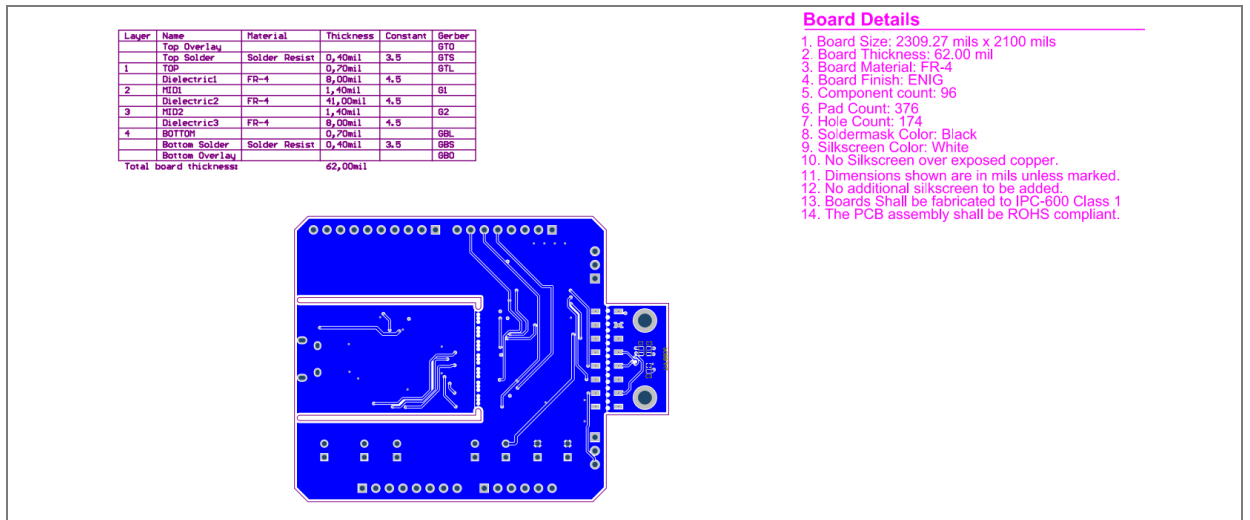 Layer Name Material Thickness Constant Gerber
Top Overlay GTO
Top Solder Solder Resist 0,40mil 3.5 GTS
1 TOP 0,70mil GTL
Dielectric1 FR-4 8,00mil 4.5
2 MID1 1,40mil G1
Dielectric2 FR-4 41,00mil 4.5
3 MID2 1,40mil G2
Dielectric3 FR-4 8,00mil 4.5
4 BOTTOM 0,70mil GBL
Bottom Solder Solder Resist 0,40mil 3.5 GBS
Bottom Overlay GBO
Total board thickness: 62,00mil
Board Details
1. Board Size: 2309.27 mils x 2100 mils
2. Board Thickness: 62.00 mil
3. Board Material: FR-4
4. Board Finish: ENIG
5. Component count: 96
6. Pad Count: 376
7. Hole Count: 174
8. Soldermask Color: Black
9. Silkscreen Color: White
10. No Silkscreen over exposed copper.
11. Dimensions shown are in mils unless marked.
12. No additional silkscreen to be added.
13. Boards Shall be fabricated to IPC-600 Class 1
14. The PCB assembly shall be ROHS compliant.